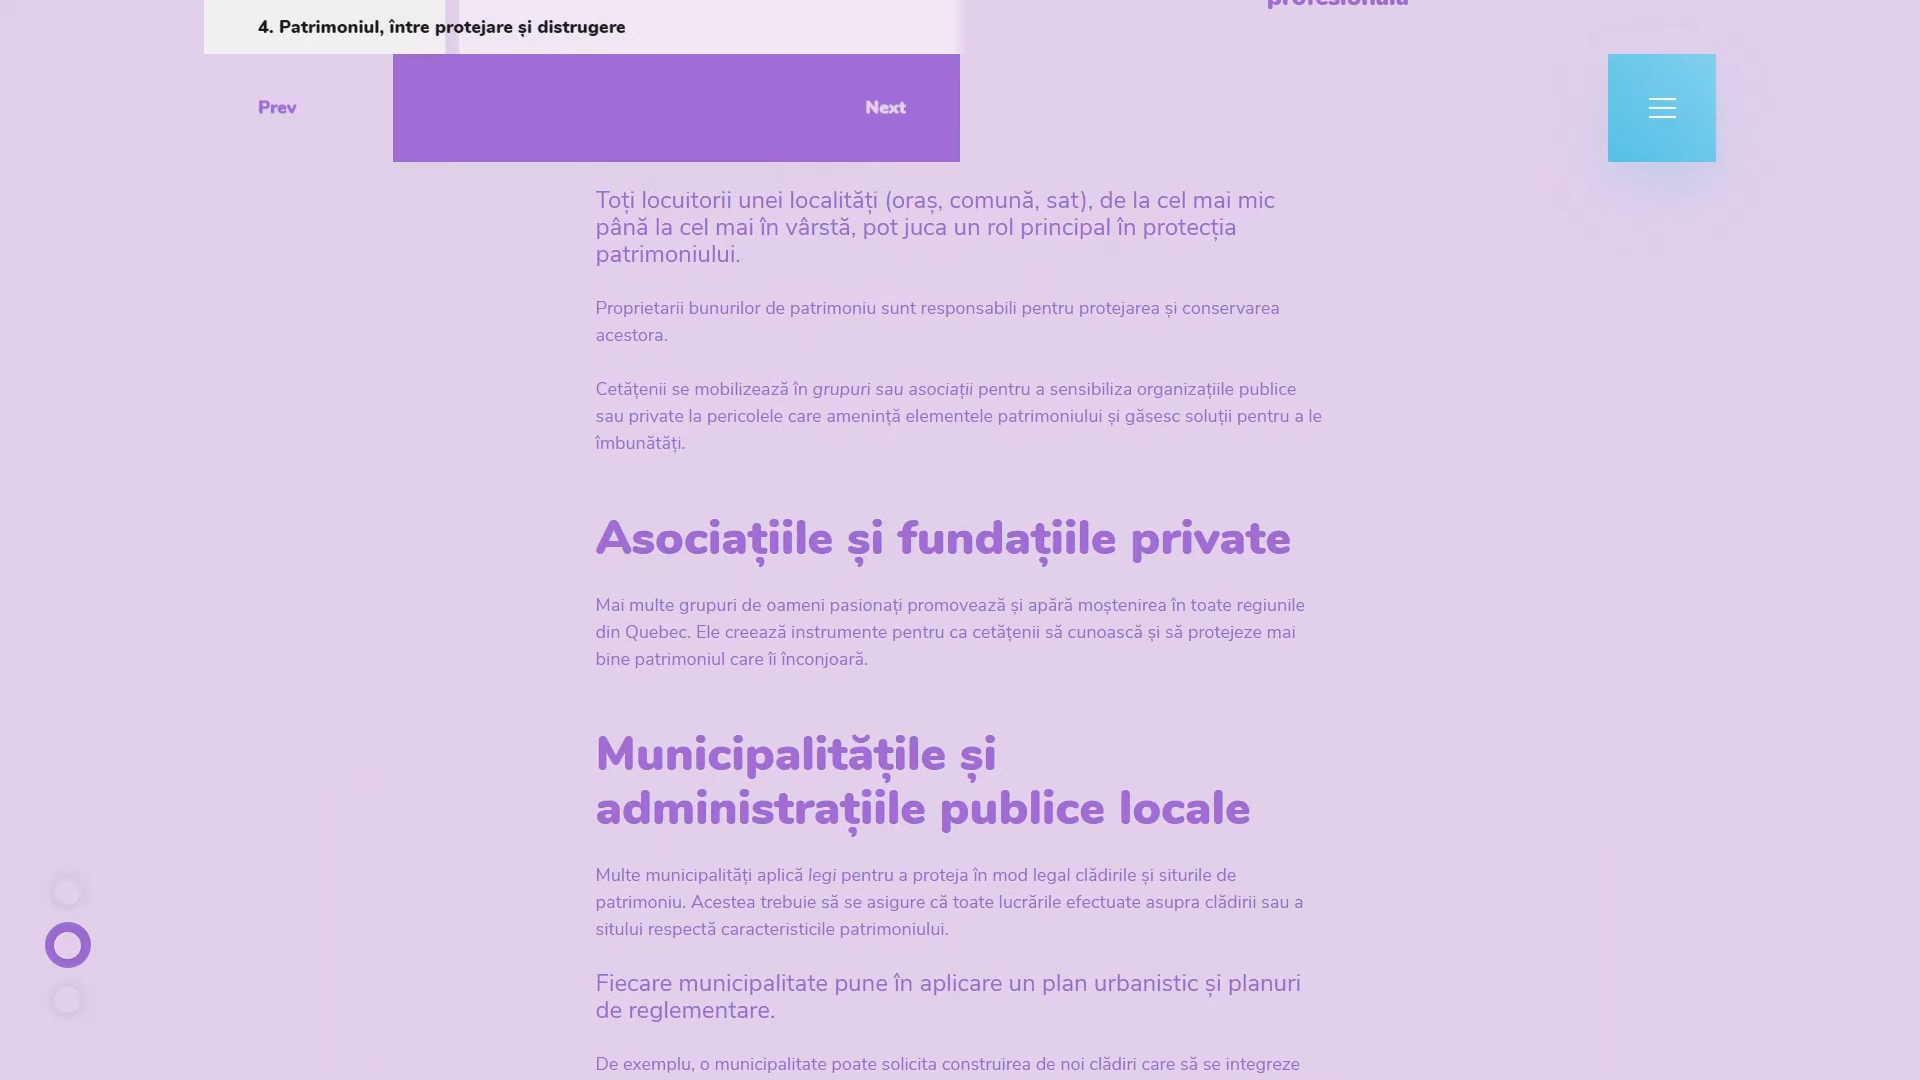 4. Patrimoniul, între protejare și distrugere
profesională
Prev
Next
Toți locuitorii unei localități (oraș, comună, sat), de la cel mai mic
până la cel mai în vârstă, pot juca un rol principal în protecția
patrimoniului.
Proprietarii bunurilor de patrimoniu sunt responsabili pentru protejarea și conservarea
acestora.
Cetățenii se mobilizează în grupuri sau asociații pentru a sensibiliza organizațiile publice
sau private la pericolele care amenință elementele patrimoniului și găsesc soluții pentru a le
îmbunătăți.
Asociațiile și fundațiile private
Mai multe grupuri de oameni pasionați promovează și apără moștenirea în toate regiunile
din Quebec. Ele creează instrumente pentru ca cetățenii să cunoască și să protejeze mai
bine patrimoniul care îi înconjoară.
Municipalitățile și
administrațiile publice locale
Multe municipalități aplică legi pentru a proteja în mod legal clădirile și siturile de
patrimoniu. Acestea trebuie să se asigure că toate lucrările efectuate asupra clădirii sau a
sitului respectă caracteristicile patrimoniului.
Fiecare municipalitate pune în aplicare un plan urbanistic și planuri
de reglementare.
De exemplu, o municipalitate poate solicita construirea de noi clădiri care să se integreze